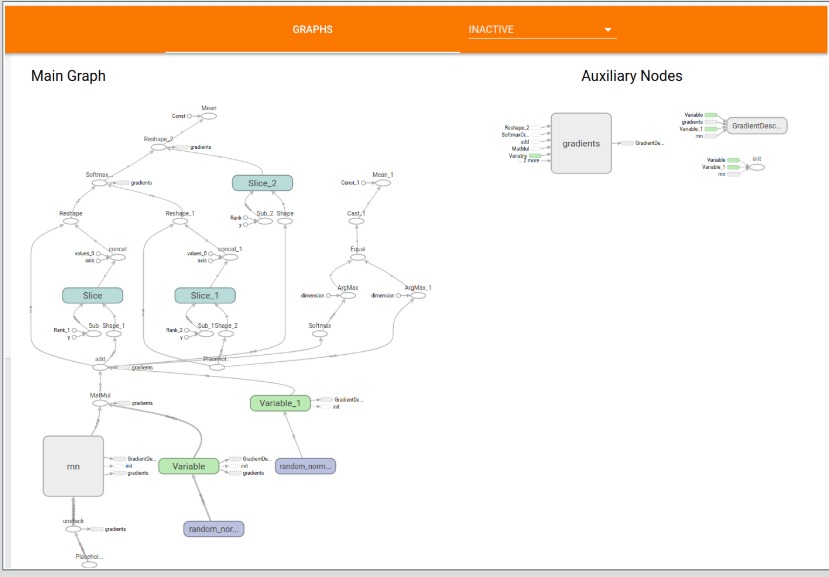 GRAPHS
INACTIVE
Main Graph
Auxiliary Nodes
Mean
Const
Reshape_2
gradients
Softmax...
gradients
Slice_2
Const_1
Mean_1
Reshape
Reshape_1
Rank
Sub_2
Shape
y
Cast_1
values_0
concat
axis
values_0
concat_1
axis
Equal
Slice
Slice_1
dimension
ArgMax
dimension
ArgMax_1
Rank_1
Sub
Shape_1
y
Rank_2
Sub_1
Shape_2
y
Softmax
add
gradients
MatMul
gradients
Variable_1
GradientDe...
init
rnn
GradientDe...
init
gradients
Variable
GradientDe...
init
gradients
random_norm...
gradients
random_nor...
Placehol...
Reshape_2
add
MatMul
2 more
gradients
GradientDe...
Variable
gradients
Variable_1
rnn
GradientDesc...
Variable
Variable_1
rnn
init